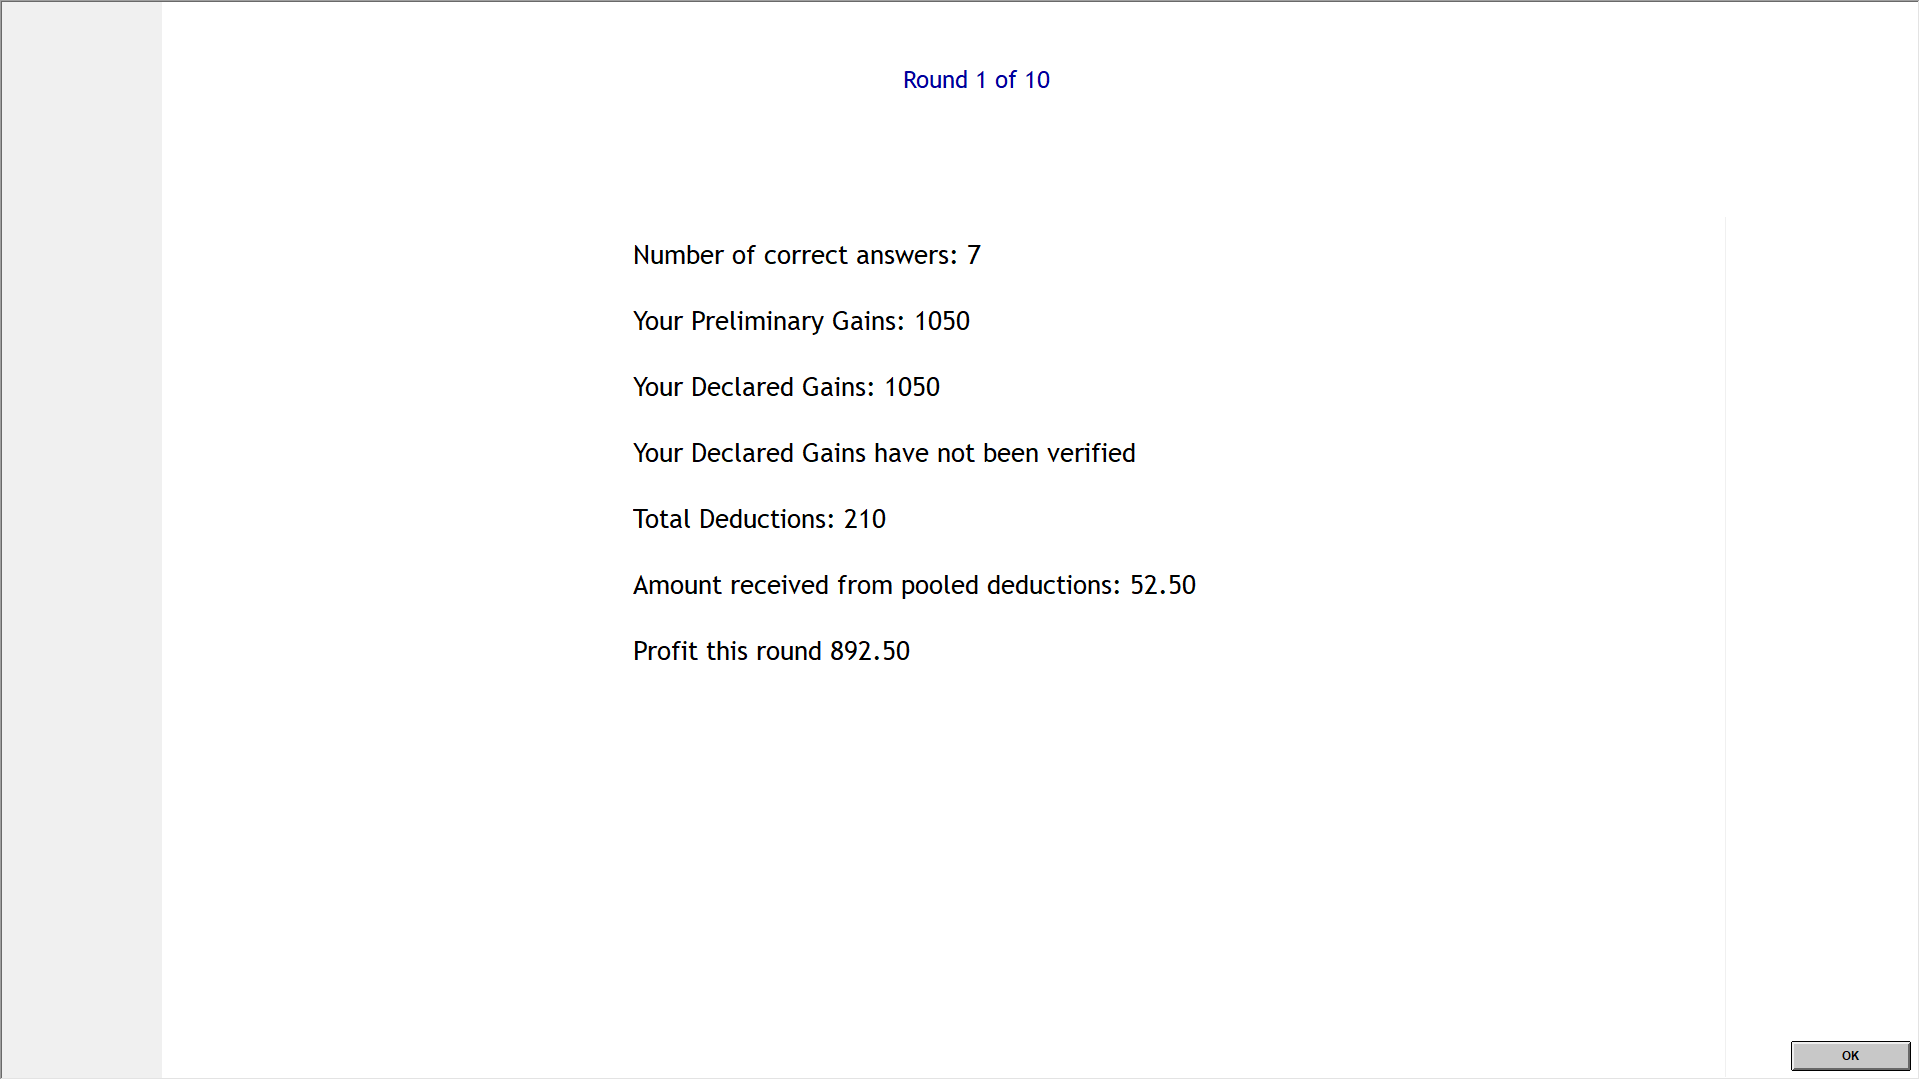 Round 1 of 10
Number of correct answers: 7
Your Preliminary Gains: 1050
Your Declared Gains: 1050
Your Declared Gains have not been verified
Total Deductions: 210
Amount received from pooled deductions: 52.50
Profit this round 892.50
OK